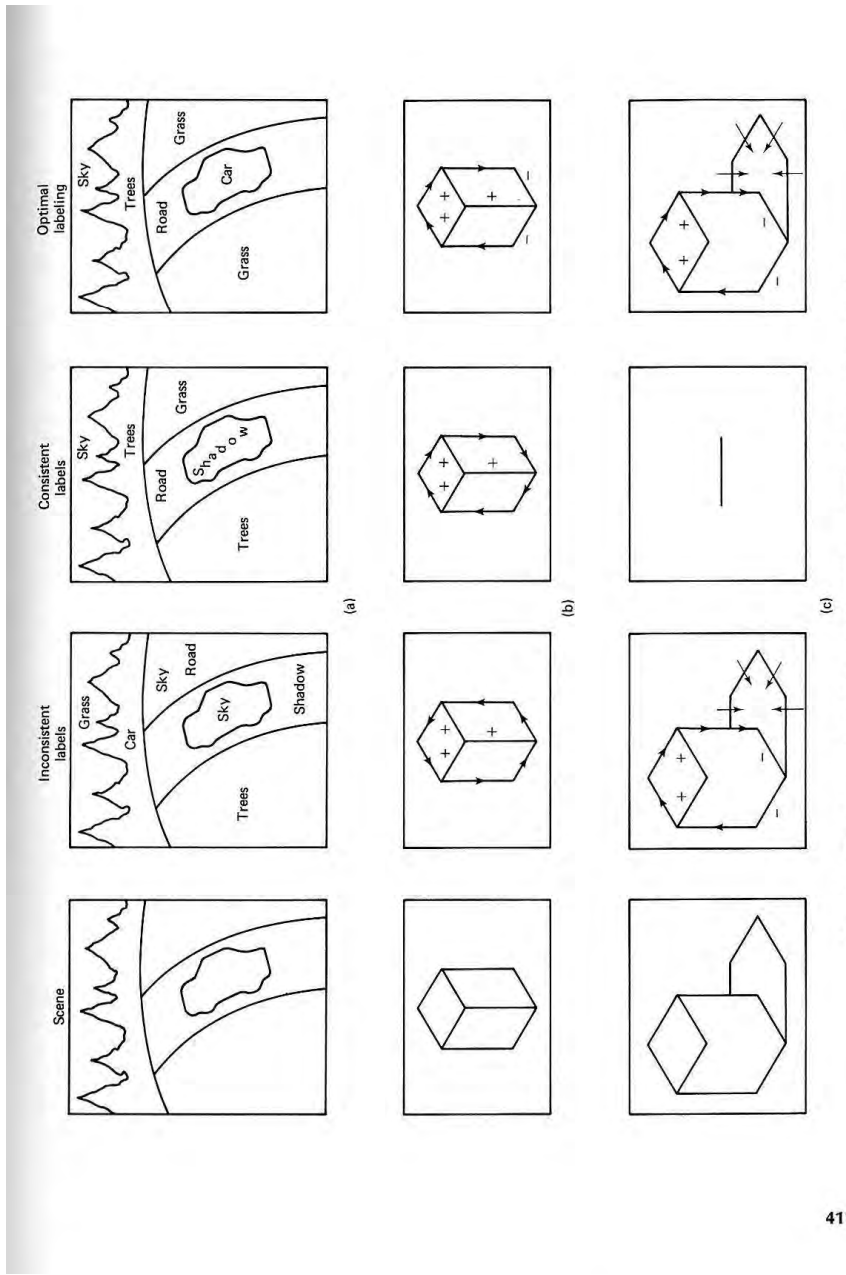 Optimal
labeling
Sky
Trees
Grass
Road
Car
Grass
Consistent
labels
Sky
Trees
Grass
Road
Shadow
Trees
Inconsistent
labels
Grass
Car
Sky
Road
Sky
Shadow
Trees
Scene
(a)
+ +
+
- -
+ +
+
+ +
+
(b)
+ +
- -
+ +
- -
(c)
41